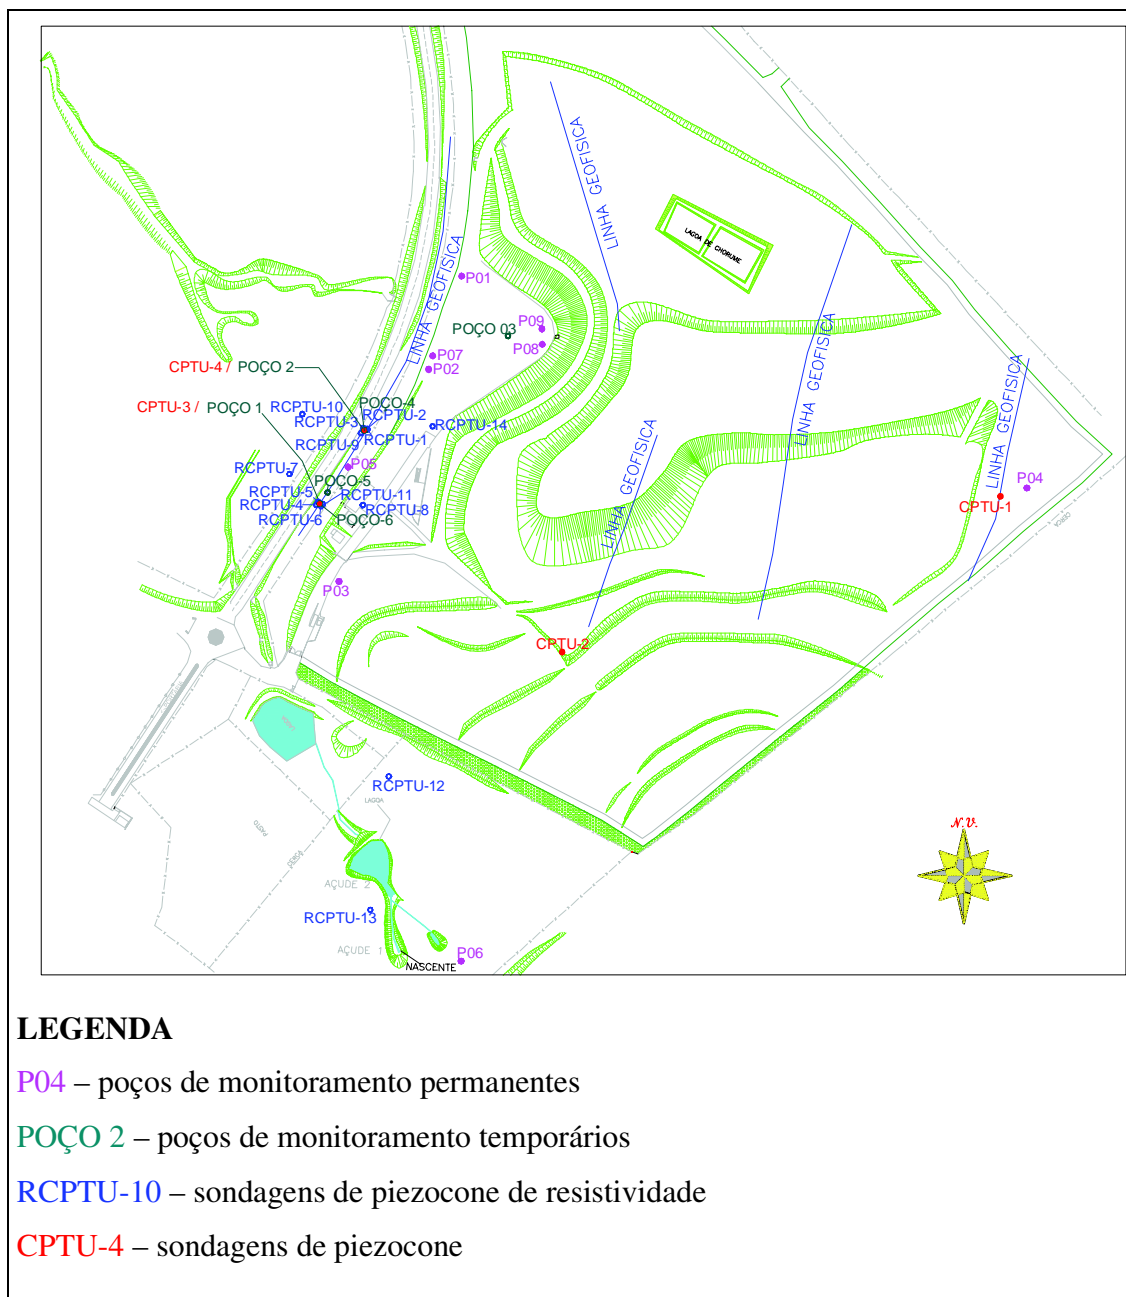 LINHA GEOFISICA
LINHA GEOFISICA
LAGOA DE CHORUME
P01
LINHA GEOFISICA
LINHA GEOFISICA
P09
POÇO 03
P08
P07
P02
CPTU-4 / POÇO 2
CPTU-3 / POÇO 1
RCPTU-10
POCO-4
RCPTU-2
RCPTU-3
RCPTU-14
RCPTU-9
RCPTU-1
LINHA GEOFISICA
P05
RCPTU-7
POCO-5
RCPTU-5
RCPTU-11
RCPTU-4
RCPTU-8
RCPTU-6
POÇO-6
P04
CPTU-1
CERCA
P03
CPTU-2
RCPTU-12
LAGOA
PASTO
N.V.
AÇUDE 2
RCPTU-13
AÇUDE 1
P06
NASCENTE
LEGENDA
P04 – poços de monitoramento permanentes
POÇO 2 – poços de monitoramento temporários
RCPTU-10 – sondagens de piezocone de resistividade
CPTU-4 – sondagens de piezocone